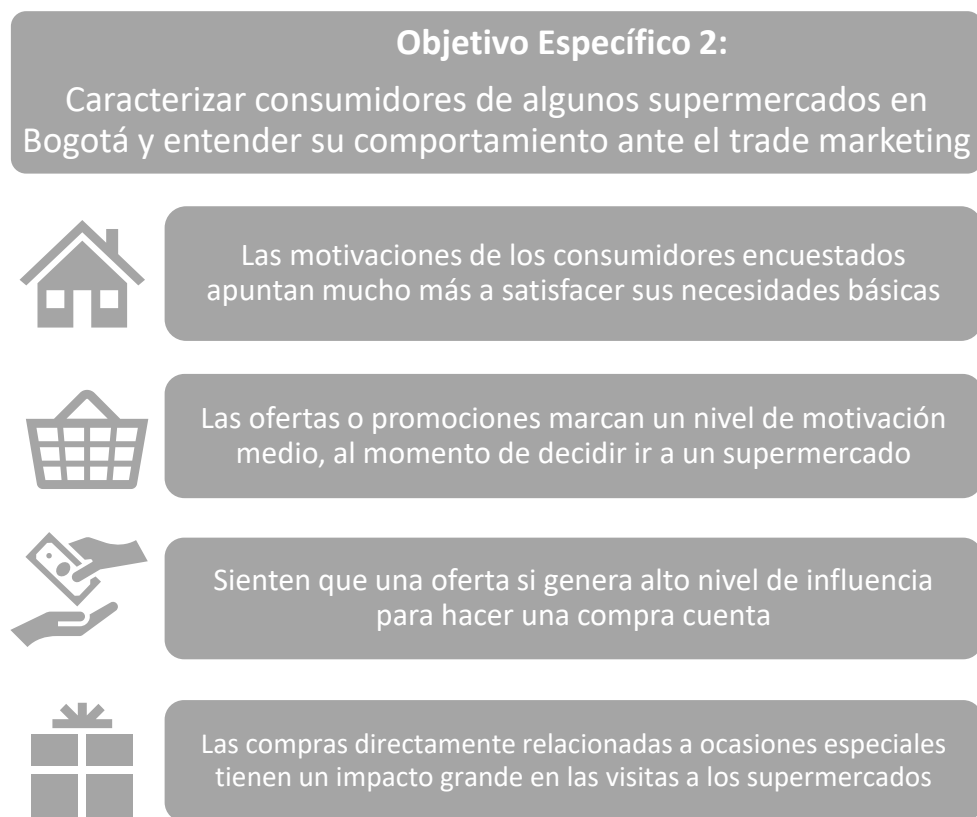 Objetivo Específico 2:
Caracterizar consumidores de algunos supermercados en
Bogotá y entender su comportamiento ante el trade marketing
Las motivaciones de los consumidores encuestados
apuntan mucho más a satisfacer sus necesidades básicas
Las ofertas o promociones marcan un nivel de motivación
medio, al momento de decidir ir a un supermercado
Sienten que una oferta si genera alto nivel de influencia
para hacer una compra cuenta
Las compras directamente relacionadas a ocasiones especiales
tienen un impacto grande en las visitas a los supermercados